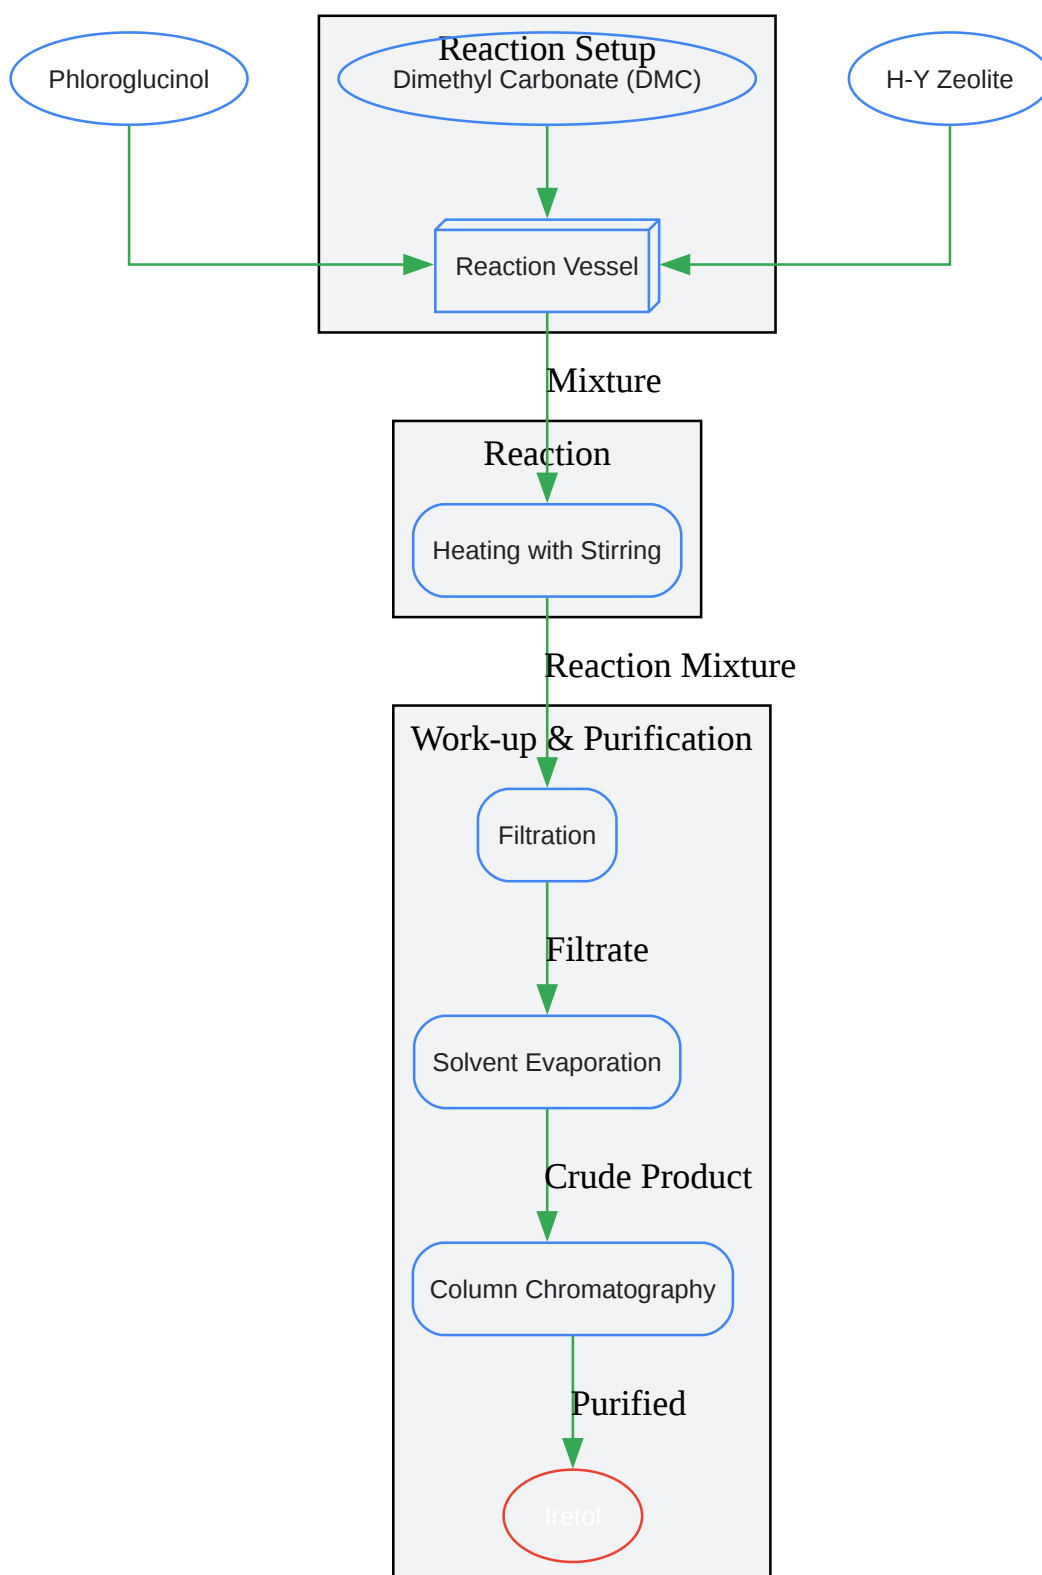 Reaction Setup
Phloroglucinol
Dimethyl Carbonate (DMC)
H-Y Zeolite
Reaction Vessel
Mixture
Reaction
Heating with Stirring
Reaction Mixture
Work-up & Purification
Filtration
Filtrate
Solvent Evaporation
Crude Product
Column Chromatography
Purified
Iretol